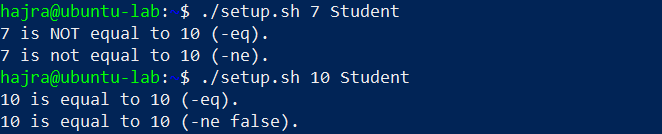 hajra@ubuntu-lab:~$ ./setup.sh 7 Student
7 is NOT equal to 10 (-eq).
7 is not equal to 10 (-ne).
hajra@ubuntu-lab:~$ ./setup.sh 10 Student
10 is equal to 10 (-eq).
10 is equal to 10 (-ne false).